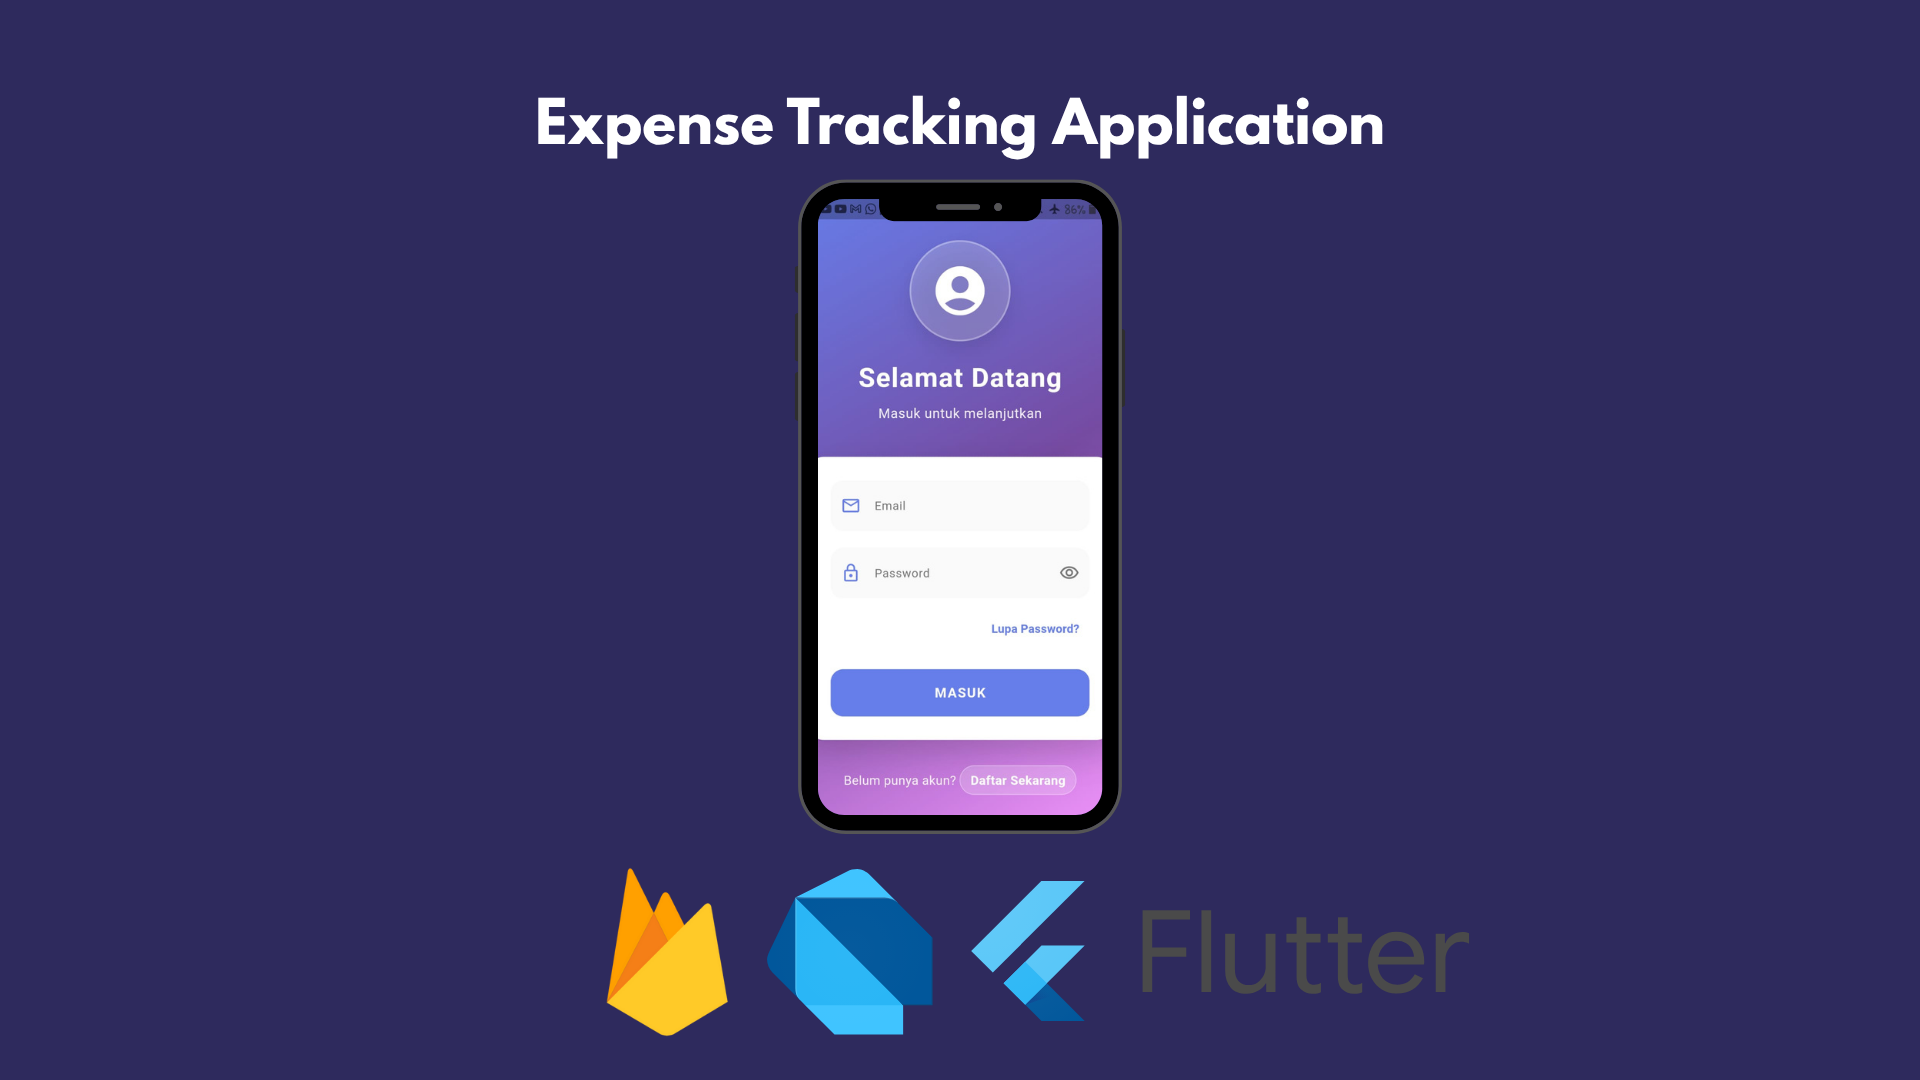 Expense Tracking Application
86%
Selamat Datang
Masuk untuk melanjutkan
Email
Password
Lupa Password?
MASUK
Belum punya akun? Daftar Sekarang
Flutter